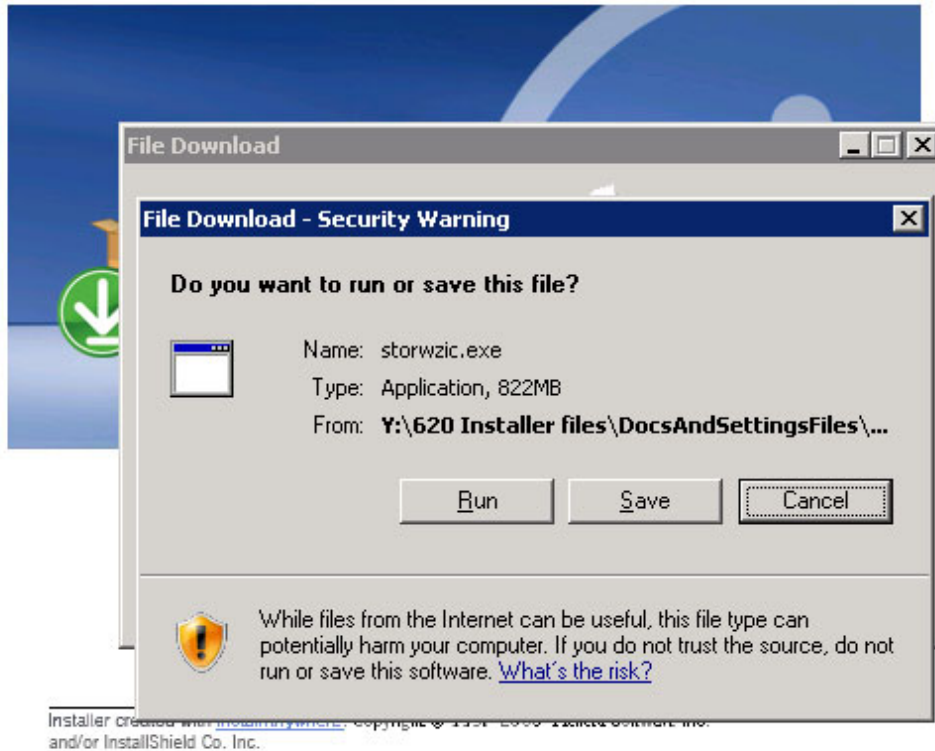 File Download
File Download - Security Warning
Do you want to run or save this file?
Name: storwzic.exe
Type: Application, 822MB
From: Y:\620 Installer files\DocsAndSettingsFiles\...
Run Save Cancel
While files from the Internet can be useful, this file type can
potentially harm your computer. If you do not trust the source, do not
run or save this software. What's the risk?
Installer created with InstallAnywhere.
and/or InstallShield Co. Inc.